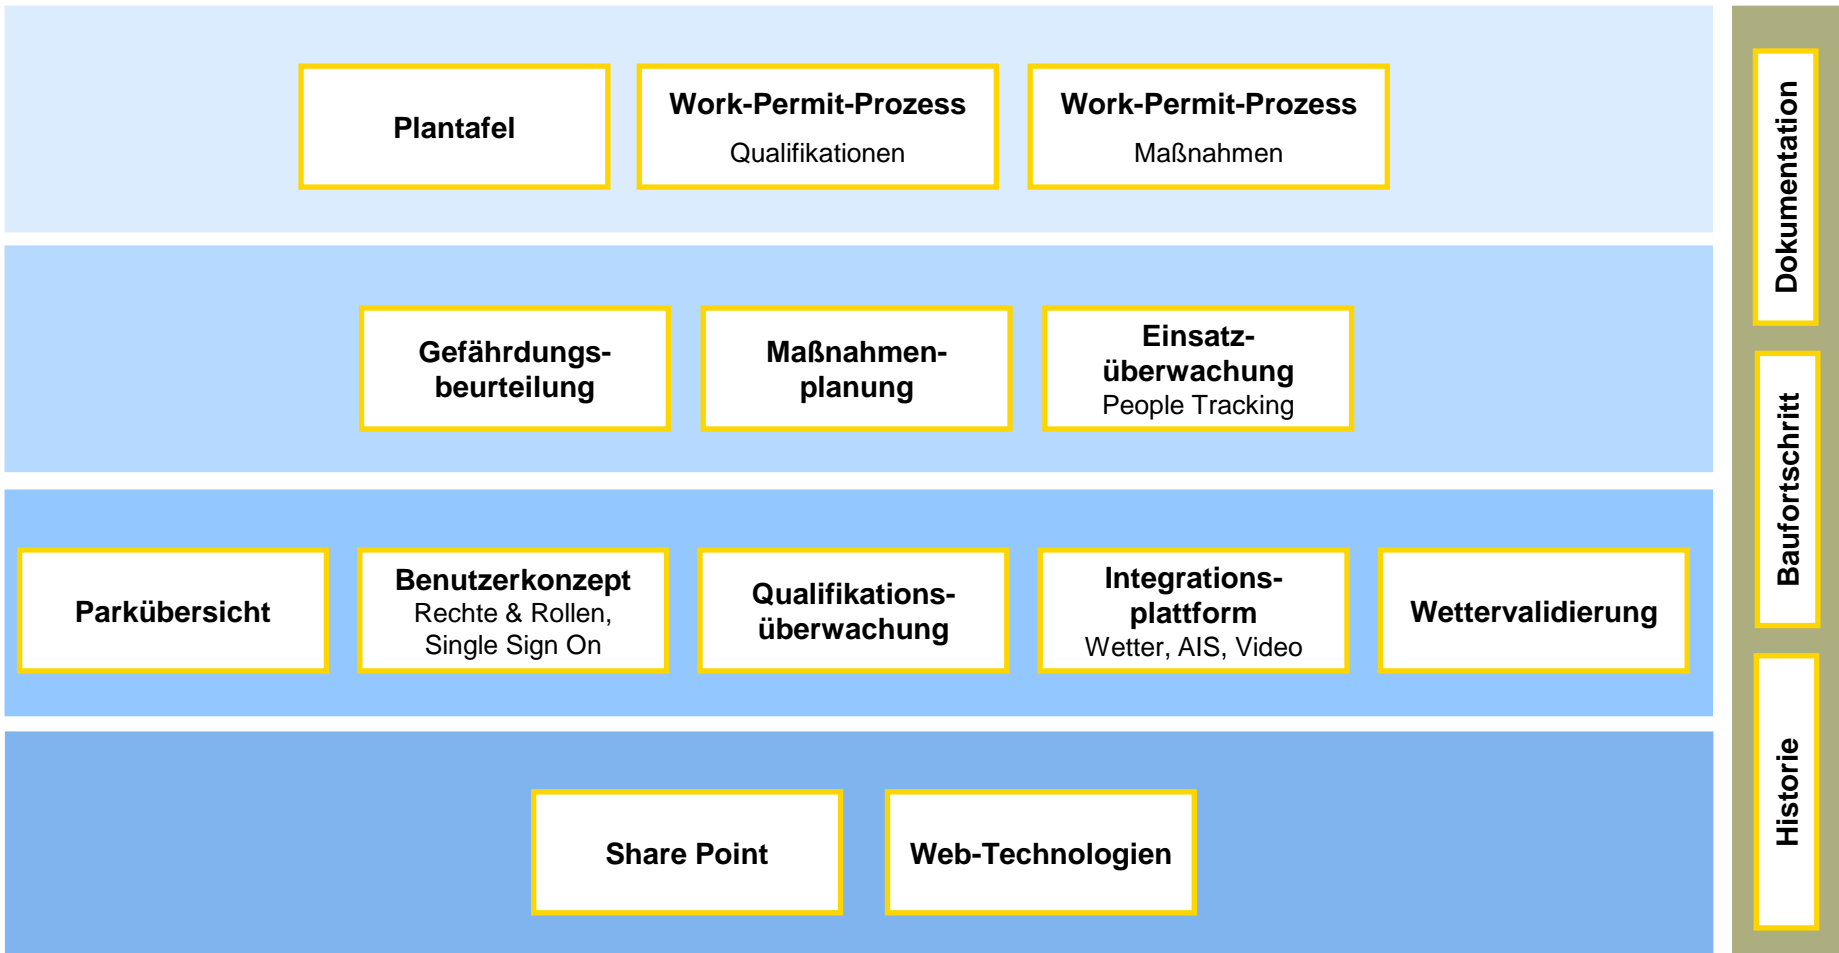 Plantafel
Work-Permit-Prozess
Qualifikationen
Work-Permit-Prozess
Maßnahmen
Gefährdungs-
beurteilung
Maßnahmen-
planung
Einsatz-
überwachung
People Tracking
Parkübersicht
Benutzerkonzept
Rechte & Rollen,
Single Sign On
Qualifikations-
überwachung
Integrations-
plattform
Wetter, AIS, Video
Wettervalidierung
Share Point
Web-Technologien
Dokumentation
Baufortschritt
Historie